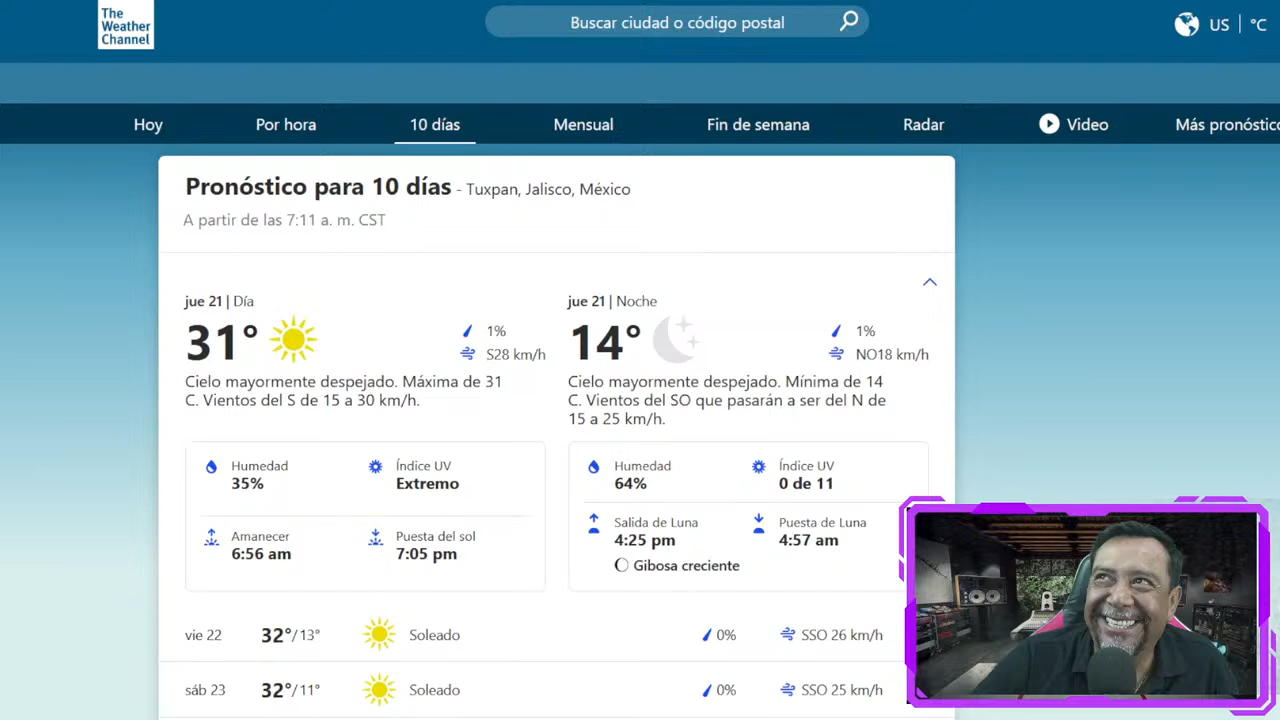 The
Weather
Channel
Buscar ciudad o código postal
US | °C
Hoy
Por hora
10 días
Mensual
Fin de semana
Radar
Video
Más pronóstico
Pronóstico para 10 días - Tuxpan, Jalisco, México
A partir de las 7:11 a. m. CST
jue 21 | Día
31°
1%
S28 km/h
Cielo mayormente despejado. Máxima de 31
C. Vientos del S de 15 a 30 km/h.
Humedad
35%
Índice UV
Extremo
Amanecer
6:56 am
Puesta del sol
7:05 pm
jue 21 | Noche
14°
1%
NO18 km/h
Cielo mayormente despejado. Mínima de 14
C. Vientos del SO que pasarán a ser del N de
15 a 25 km/h.
Humedad
64%
Índice UV
0 de 11
Salida de Luna
4:25 pm
Puesta de Luna
4:57 am
Gibosa creciente
vie 22 32°/13° Soleado 0% SSO 26 km/h
sáb 23 32°/11° Soleado 0% SSO 25 km/h